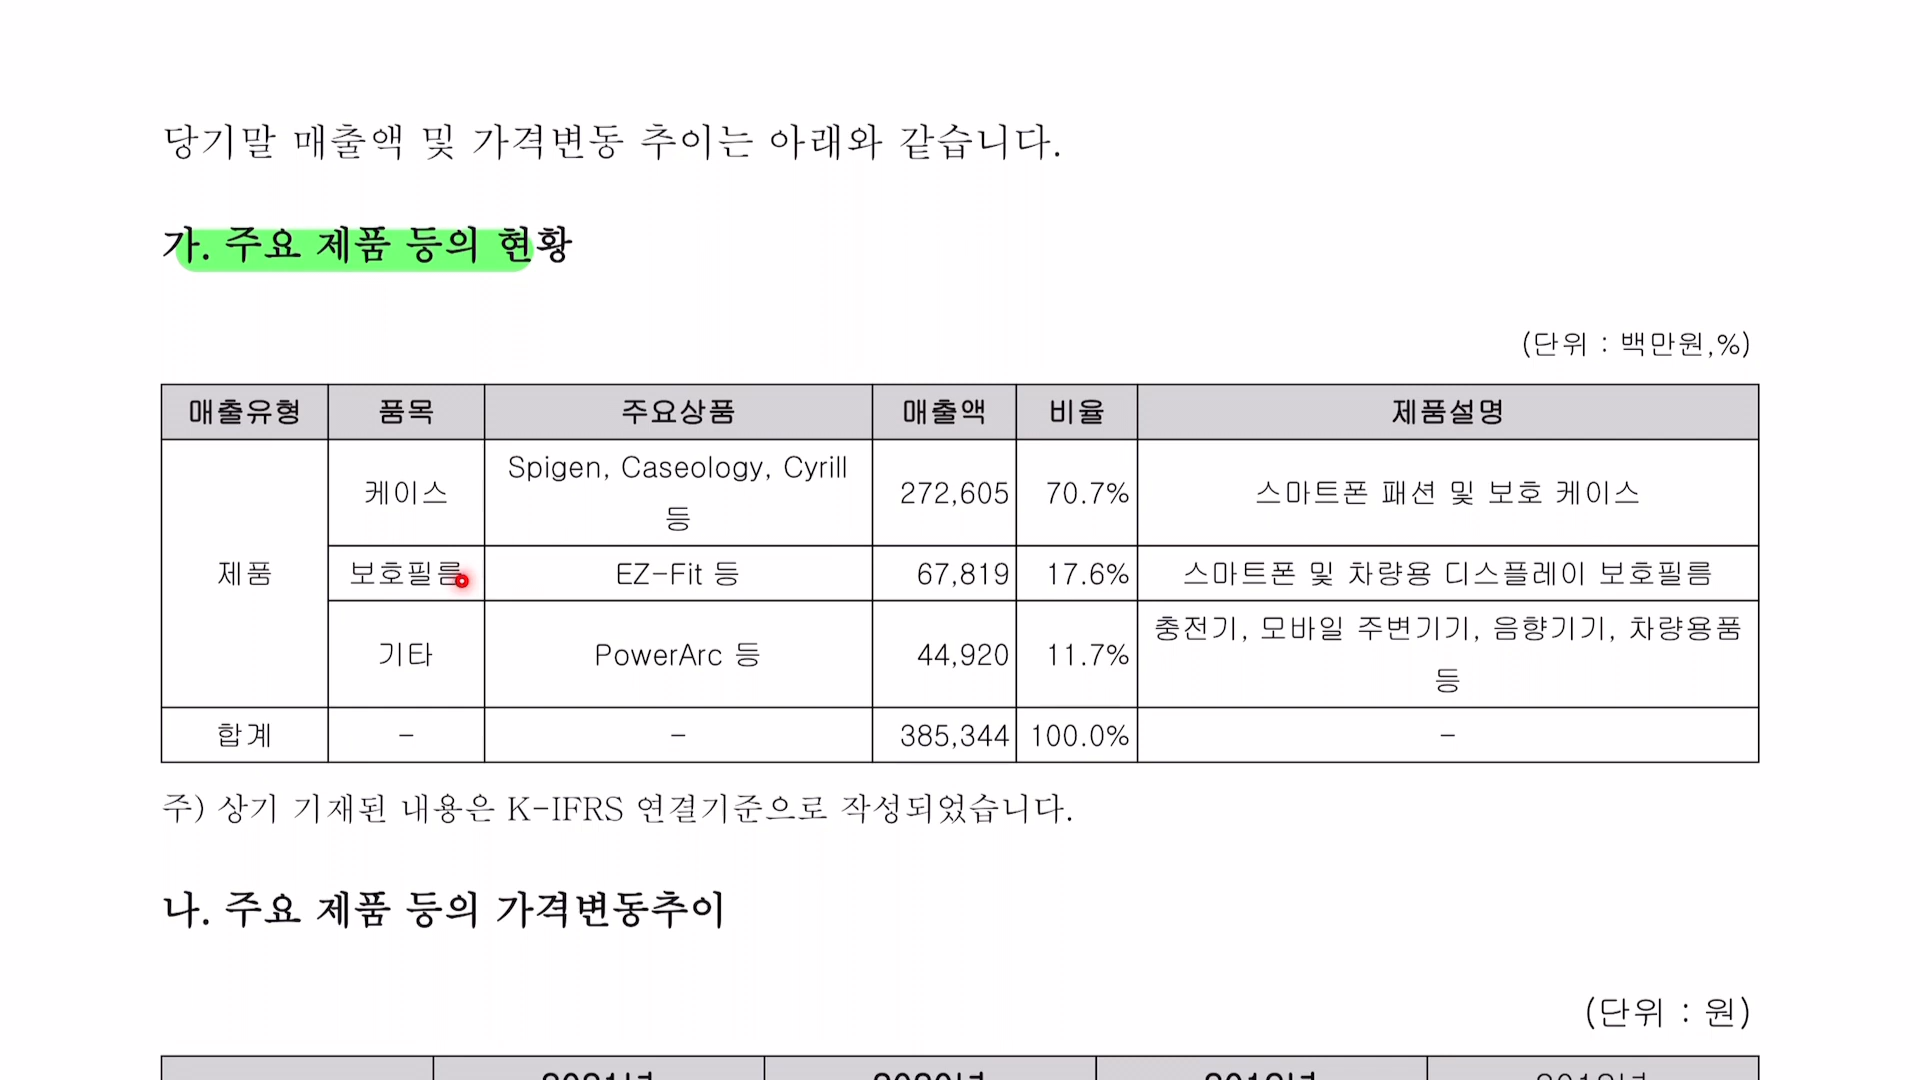 당기말 매출액 및 가격변동 추이는 아래와 같습니다.
가. 주요 제품 등의 현황
(단위 : 백만원,%)
매출유형 품목 주요상품 매출액 비율 제품설명
제품 케이스 Spigen, Caseology, Cyrill 등 272,605 70.7% 스마트폰 패션 및 보호 케이스
보호필름 EZ-Fit 등 67,819 17.6% 스마트폰 및 차량용 디스플레이 보호필름
기타 PowerArc 등 44,920 11.7% 충전기, 모바일 주변기기, 음향기기, 차량용품 등
합계 - - 385,344 100.0% -
주) 상기 기재된 내용은 K-IFRS 연결기준으로 작성되었습니다.
나. 주요 제품 등의 가격변동추이
(단위 : 원)